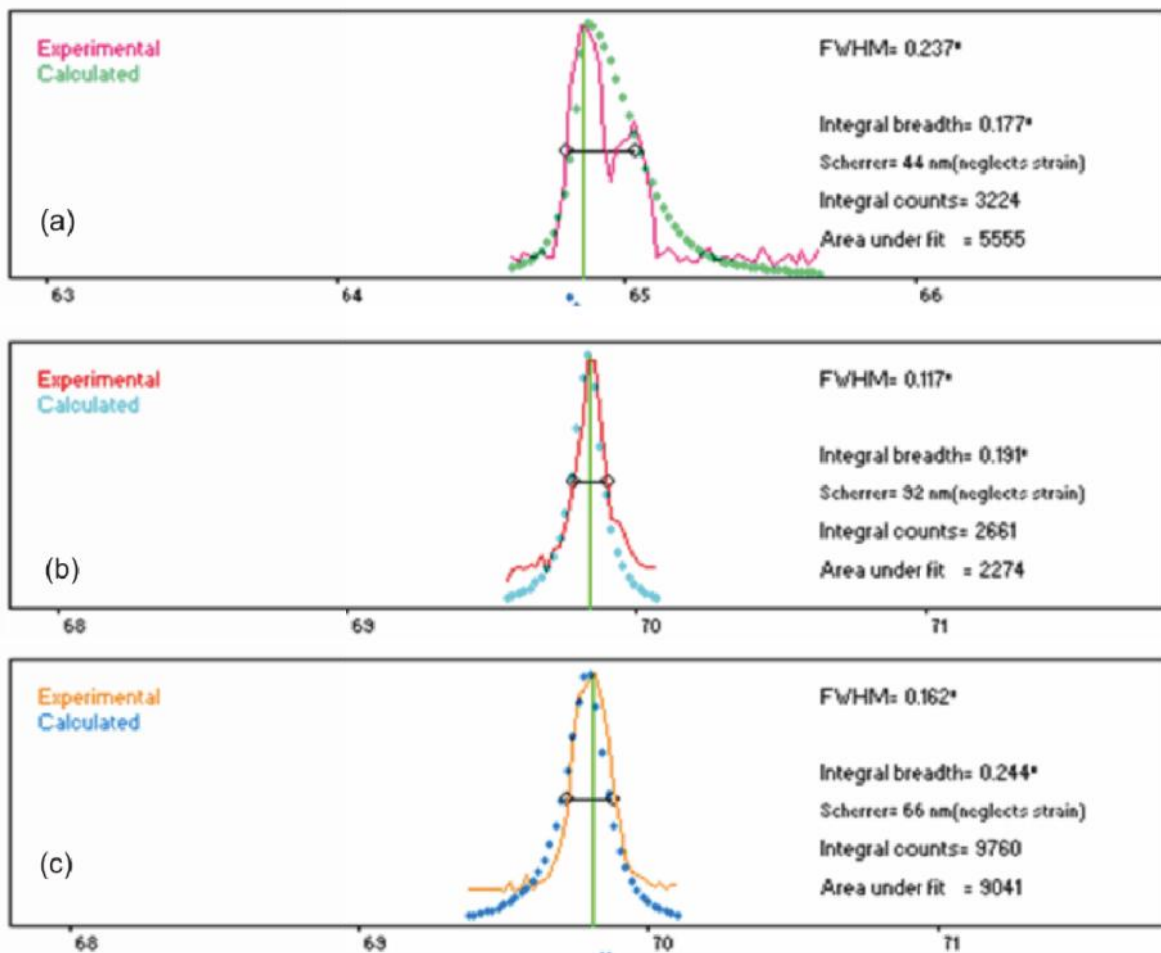 Experimental
Calculated
FWHM= 0.237°
Integral breadth= 0.177°
Scherrer= 44 nm(neglects strain)
Integral counts= 3224
Area under fit = 5555
(a)
63 64 65 66
Experimental
Calculated
FWHM= 0.117°
Integral breadth= 0.191°
Scherrer= 92 nm(neglects strain)
Integral counts= 2661
Area under fit = 2274
(b)
68 69 70 71
Experimental
Calculated
FWHM= 0.162°
Integral breadth= 0.244°
Scherrer= 66 nm(neglects strain)
Integral counts= 9760
Area under fit = 9041
(c)
68 69 70 71